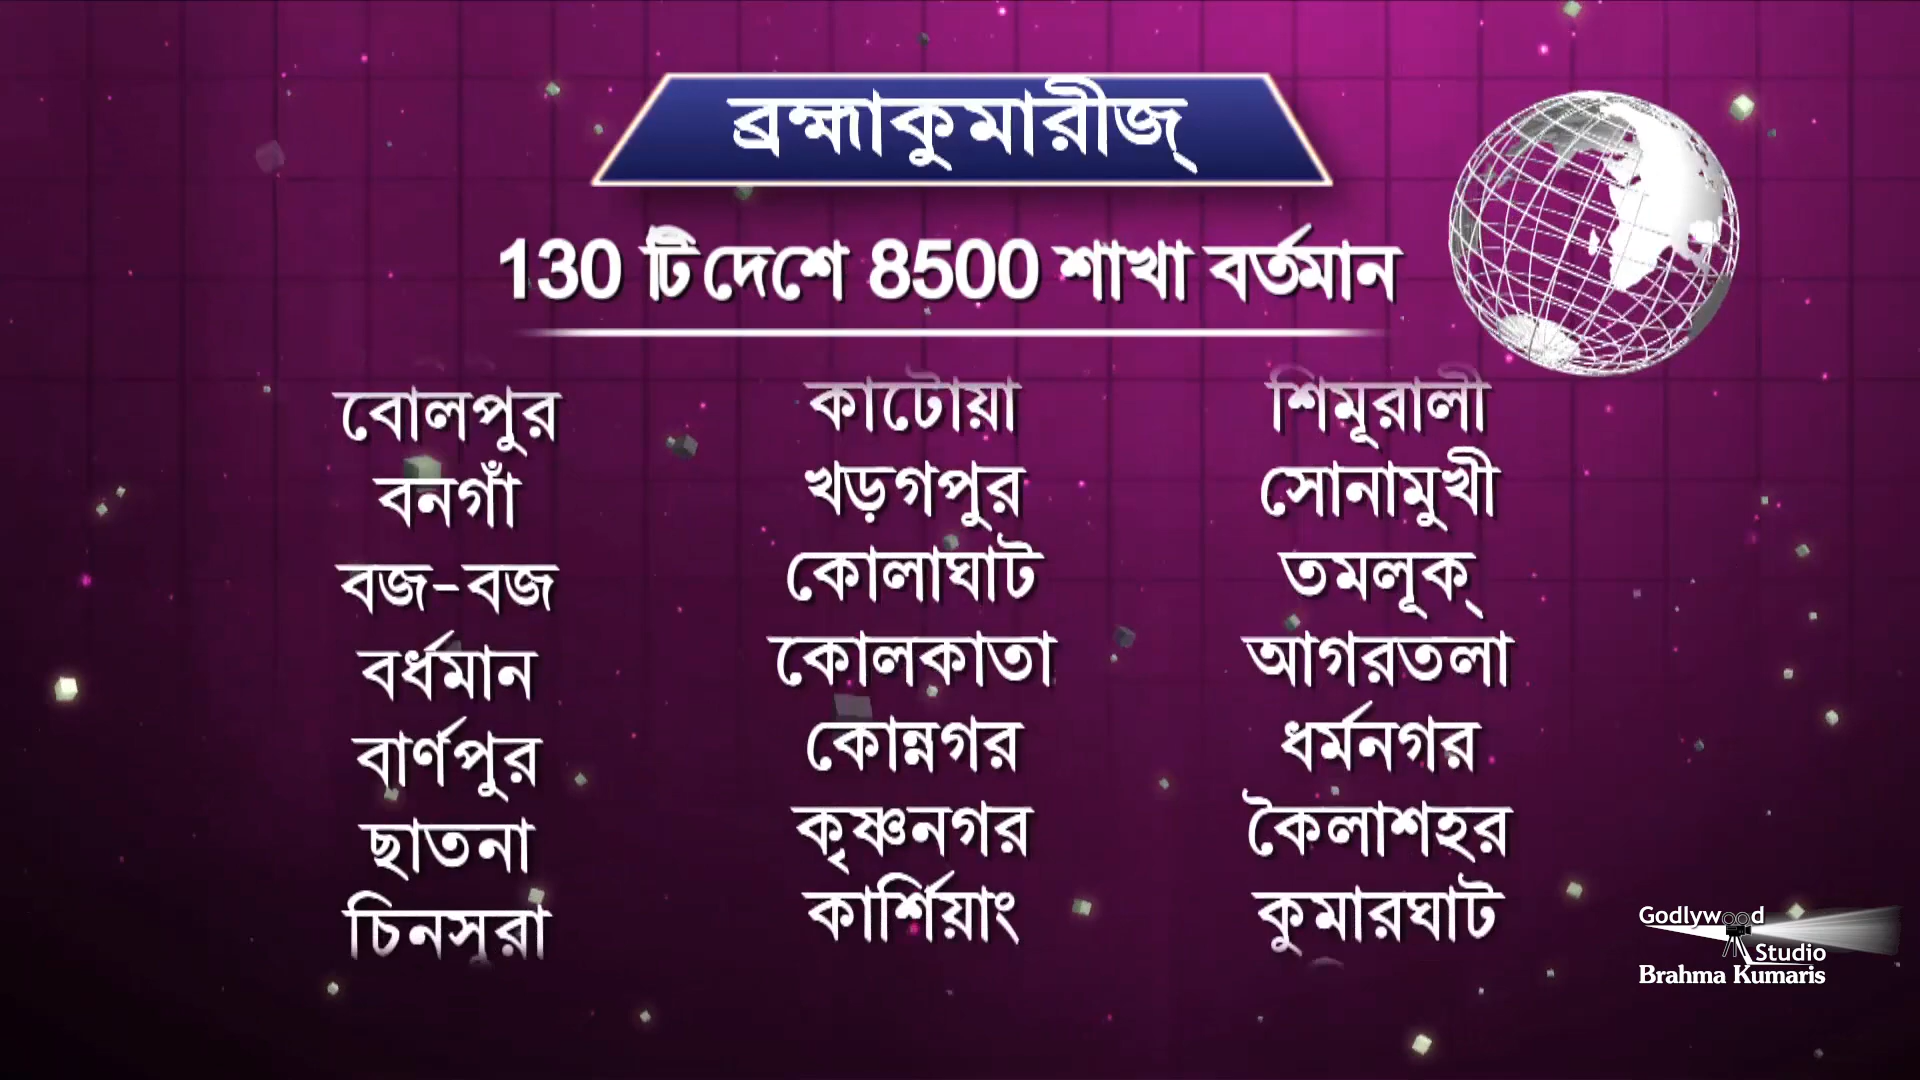 ব্রহ্মাকুমারীজ্
130 টি দেশে 8500 শাখা বর্তমান
বোলপুর
বনগাঁ
বজ-বজ
বর্ধমান
বার্ণপুর
ছাতনা
চিনসুরা
কাটোয়া
খড়গপুর
কোলাঘাট
কোলকাতা
কোন্নগর
কৃষ্ণনগর
কার্শিয়াং
শিমূরালী
সোনামুখী
তমলূক্
আগরতলা
ধর্মনগর
কৈলাশহর
কুমারঘাট
Godlywood
Studio
Brahma Kumaris